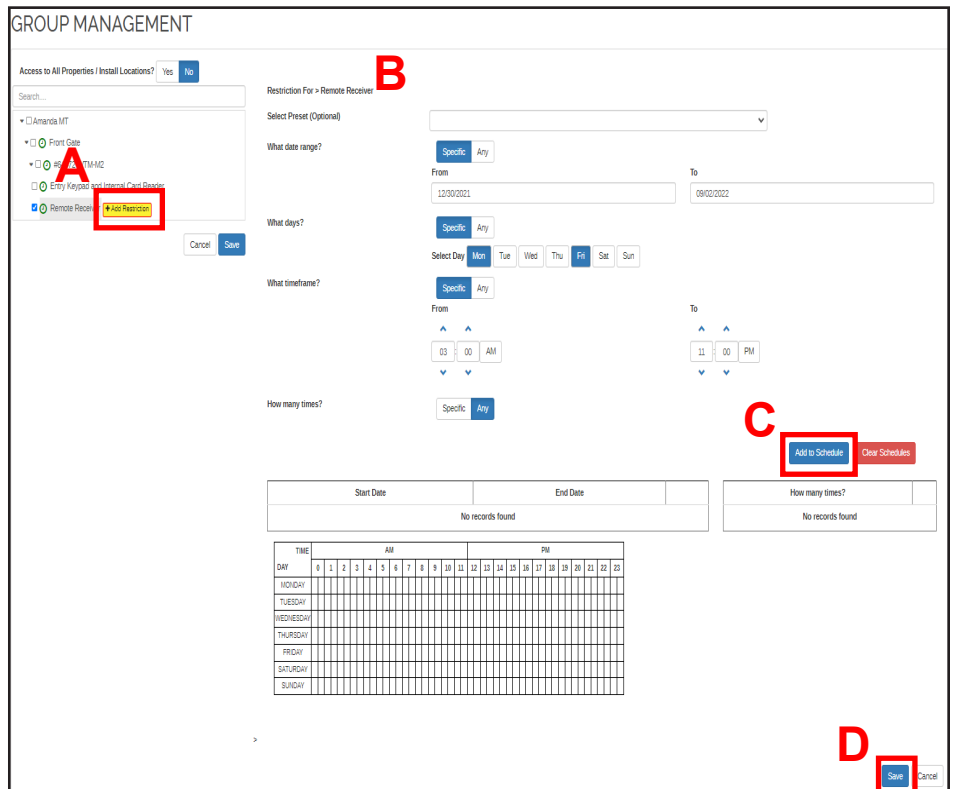 GROUP MANAGEMENT
Access to All Properties / Install Locations? Yes No
Search...
Amanda MT
Front Gate
TM-M2
Entry Keypad and Internal Card Reader
Remote Receiver + Add Restriction
Cancel Save
A
B
Restriction For > Remote Receiver
Select Preset (Optional)
What date range? Specific Any
From To
12/30/2021 09/02/2022
What days? Specific Any
Select Day Mon Tue Wed Thu Fri Sat Sun
What timeframe? Specific Any
From To
03 : 00 AM 11 : 00 PM
How many times? Specific Any
C
Add to Schedule Clear Schedules
Start Date End Date How many times?
No records found No records found
TIME AM PM
DAY 0 1 2 3 4 5 6 7 8 9 10 11 12 13 14 15 16 17 18 19 20 21 22 23
MONDAY
TUESDAY
WEDNESDAY
THURSDAY
FRIDAY
SATURDAY
SUNDAY
>
D
Save Cancel